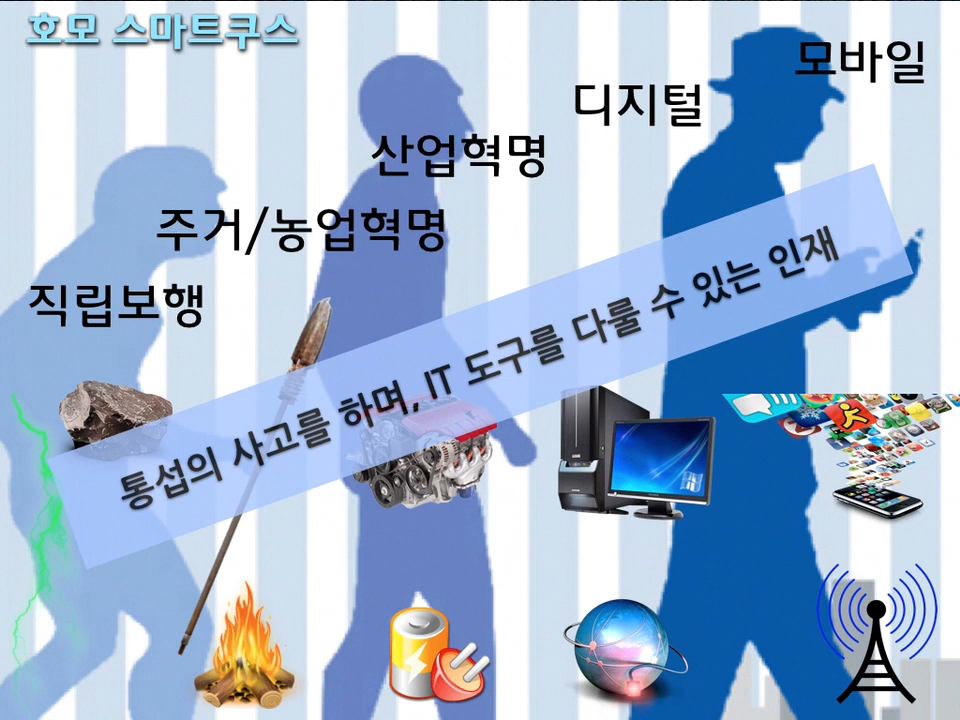 호모 스마트쿠스
모바일
디지털
산업혁명
주거/농업혁명
직립보행
통섭의 사고를 하며, IT 도구를 다룰 수 있는 인재